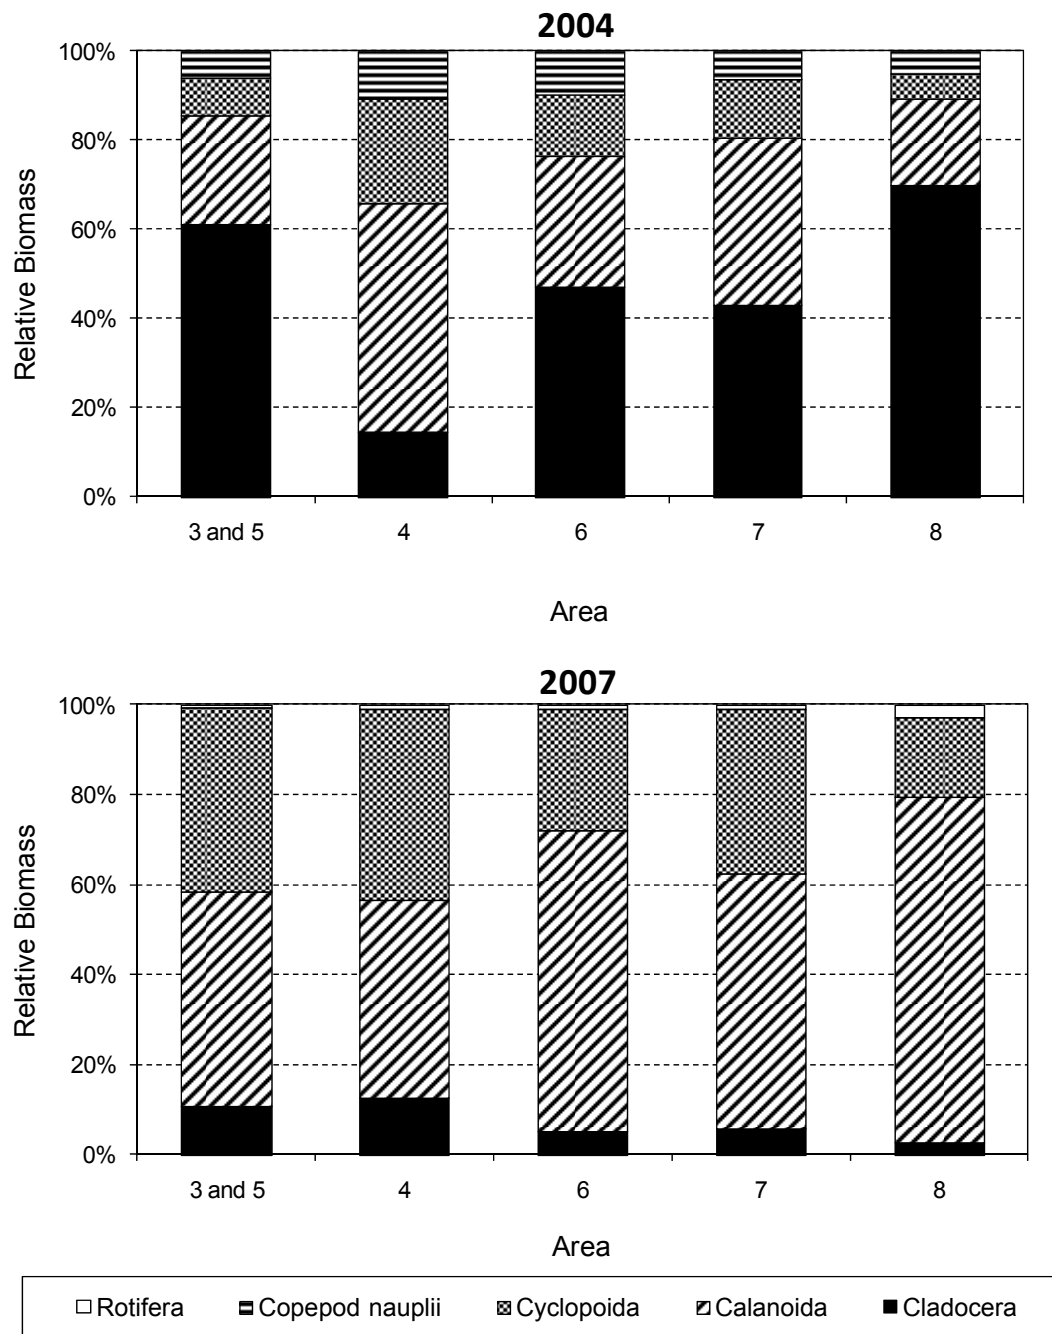 2004
100%
80%
60%
40%
20%
0%
Relative Biomass
3 and 5 4 6 7 8
Area
2007
100%
80%
60%
40%
20%
0%
Relative Biomass
3 and 5 4 6 7 8
Area
Rotifera Copepod nauplii Cyclopoida Calanoida Cladocera